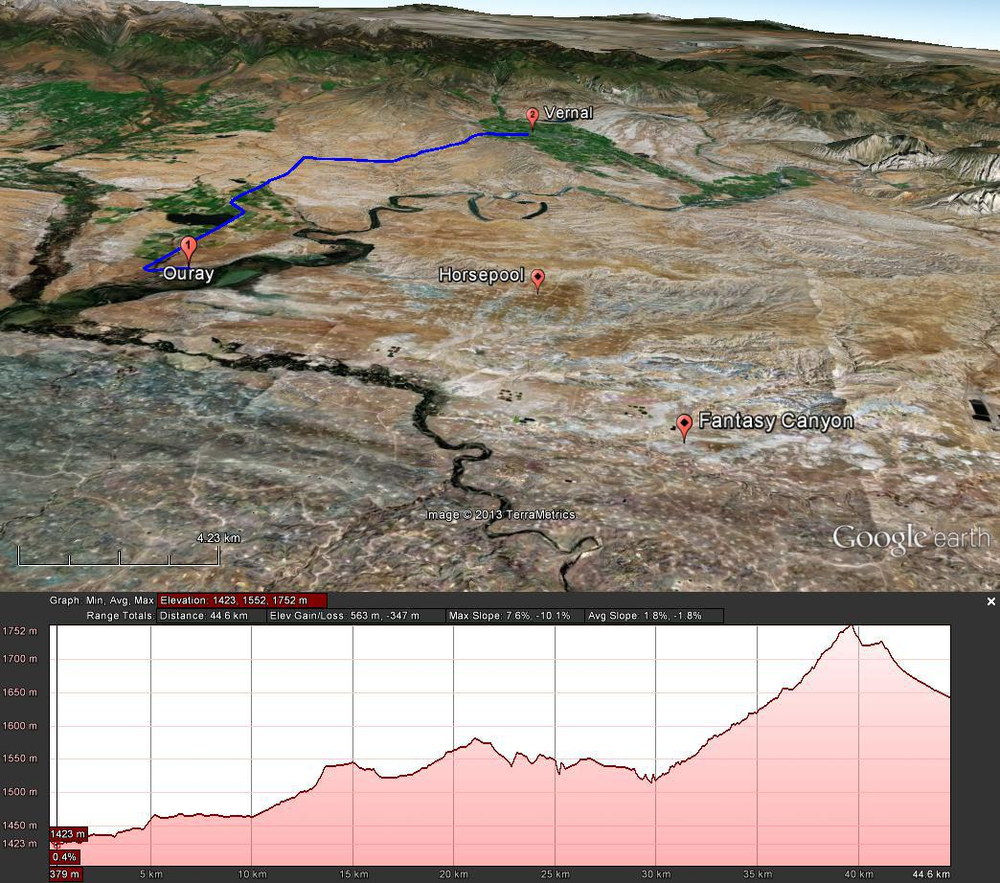 2
Vernal
1
Ouray
Horsepool
Fantasy Canyon
Image © 2013 TerraMetrics
4.23 km
Google earth
Graph: Min, Avg, Max Elevation: 1423, 1552, 1752 m
Range Totals: Distance: 44.6 km Elev Gain/Loss: 563 m, -347 m Max Slope: 7.6%, -10.1% Avg Slope: 1.8%, -1.8%
1752 m
1700 m
1650 m
1600 m
1550 m
1500 m
1450 m
1423 m
1423 m
0.4%
379 m 5 km 10 km 15 km 20 km 25 km 30 km 35 km 40 km 44.6 km